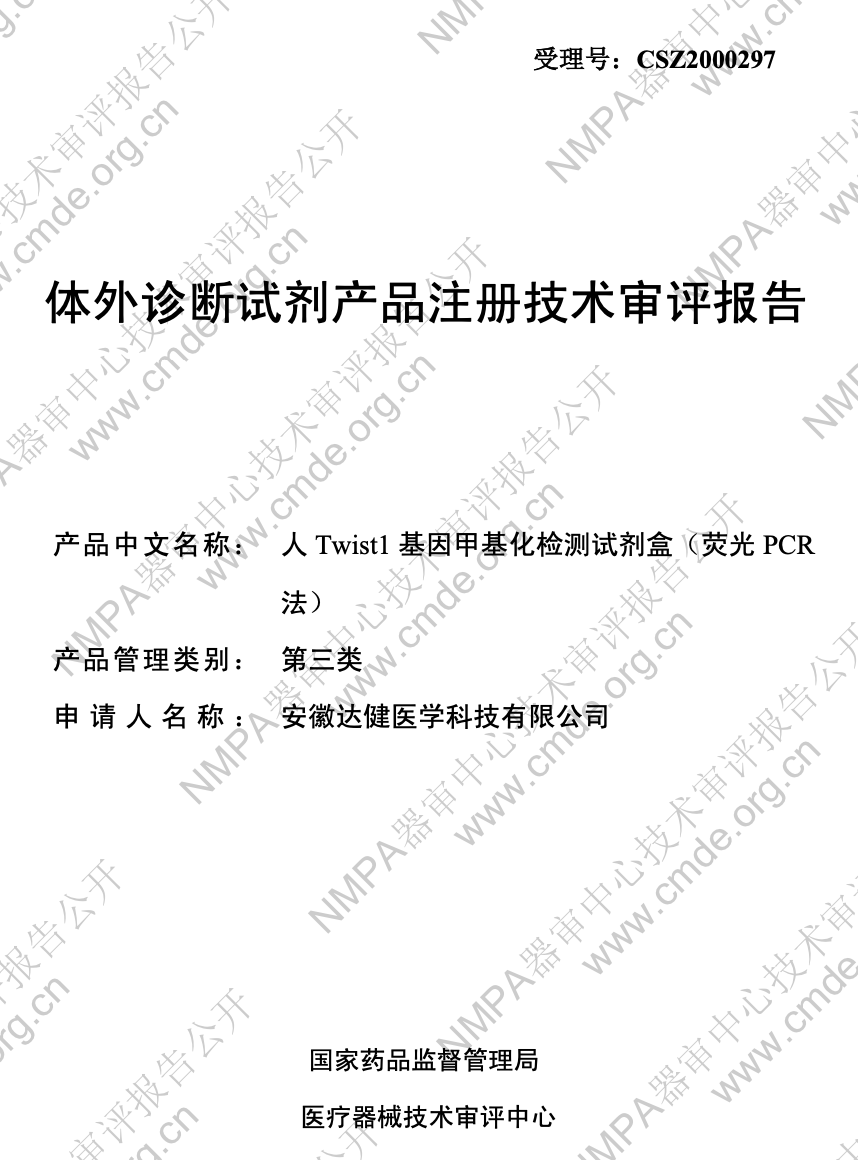 受理号：CSZ2000297
体外诊断试剂产品注册技术审评报告
产品中文名称： 人 Twist1 基因甲基化检测试剂盒（荧光 PCR
法）
产品管理类别： 第三类
申请人名称： 安徽达健医学科技有限公司
国家药品监督管理局
医疗器械技术审评中心
NMPA器审中心技术审评报告公开
www.cmde.org.cn